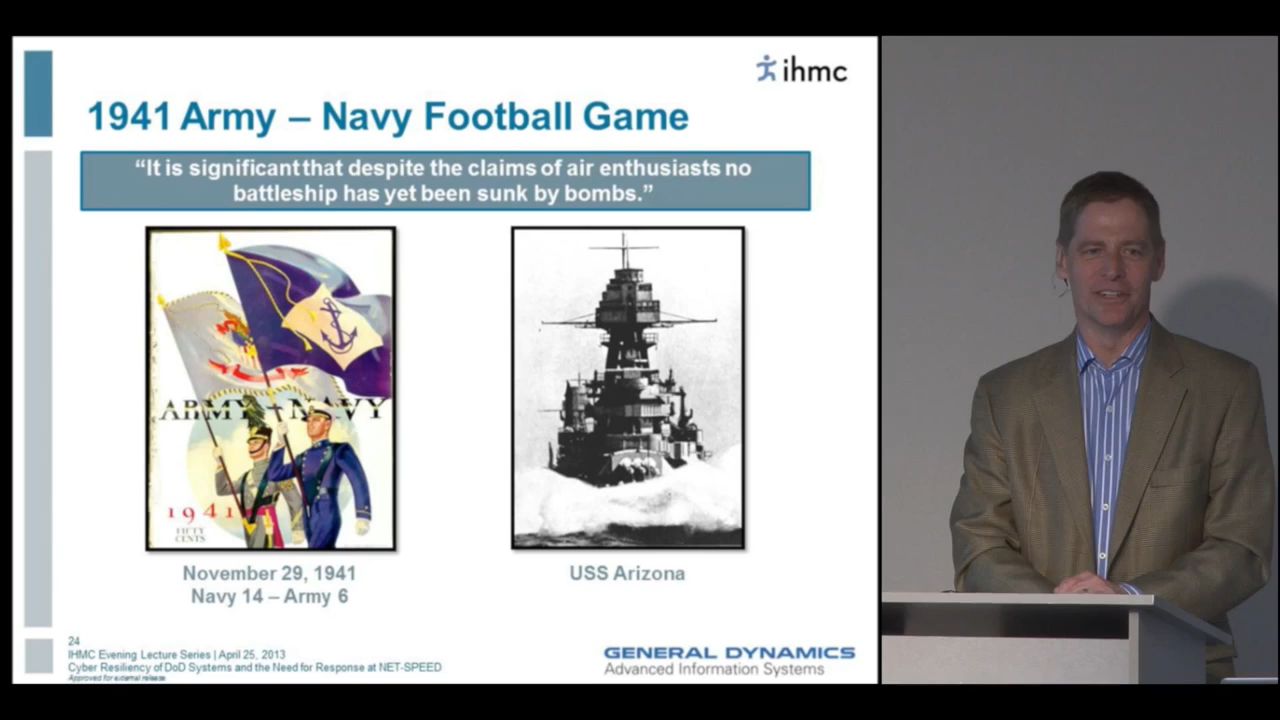 ihmc
1941 Army – Navy Football Game
“It is significant that despite the claims of air enthusiasts no
battleship has yet been sunk by bombs.”
ARMY - NAVY
1941
FIFTY
CENTS
November 29, 1941
Navy 14 – Army 6
USS Arizona
24
IHMC Evening Lecture Series | April 25, 2013
Cyber Resiliency of DoD Systems and the Need for Response at NET-SPEED
Approved for external release
GENERAL DYNAMICS
Advanced Information Systems